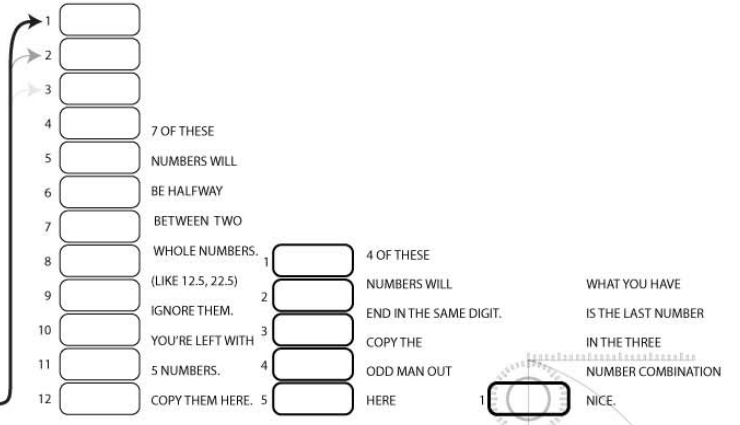 1
2
3
4
5
6
7
8
9
10
11
12
7 OF THESE
NUMBERS WILL
BE HALFWAY
BETWEEN TWO
WHOLE NUMBERS.
(LIKE 12.5, 22.5)
IGNORE THEM.
YOU'RE LEFT WITH
5 NUMBERS.
COPY THEM HERE.
1
2
3
4
5
4 OF THESE
NUMBERS WILL
END IN THE SAME DIGIT.
COPY THE
ODD MAN OUT
HERE
1
WHAT YOU HAVE
IS THE LAST NUMBER
IN THE THREE
NUMBER COMBINATION
NICE.